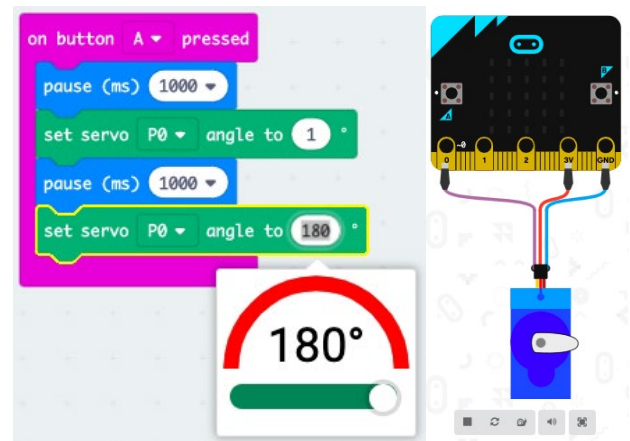 on button A pressed
pause (ms) 1000
set servo P0 angle to 1 °
pause (ms) 1000
set servo P0 angle to 180 °
180°
A
B
~0
0 1 2 3V GND